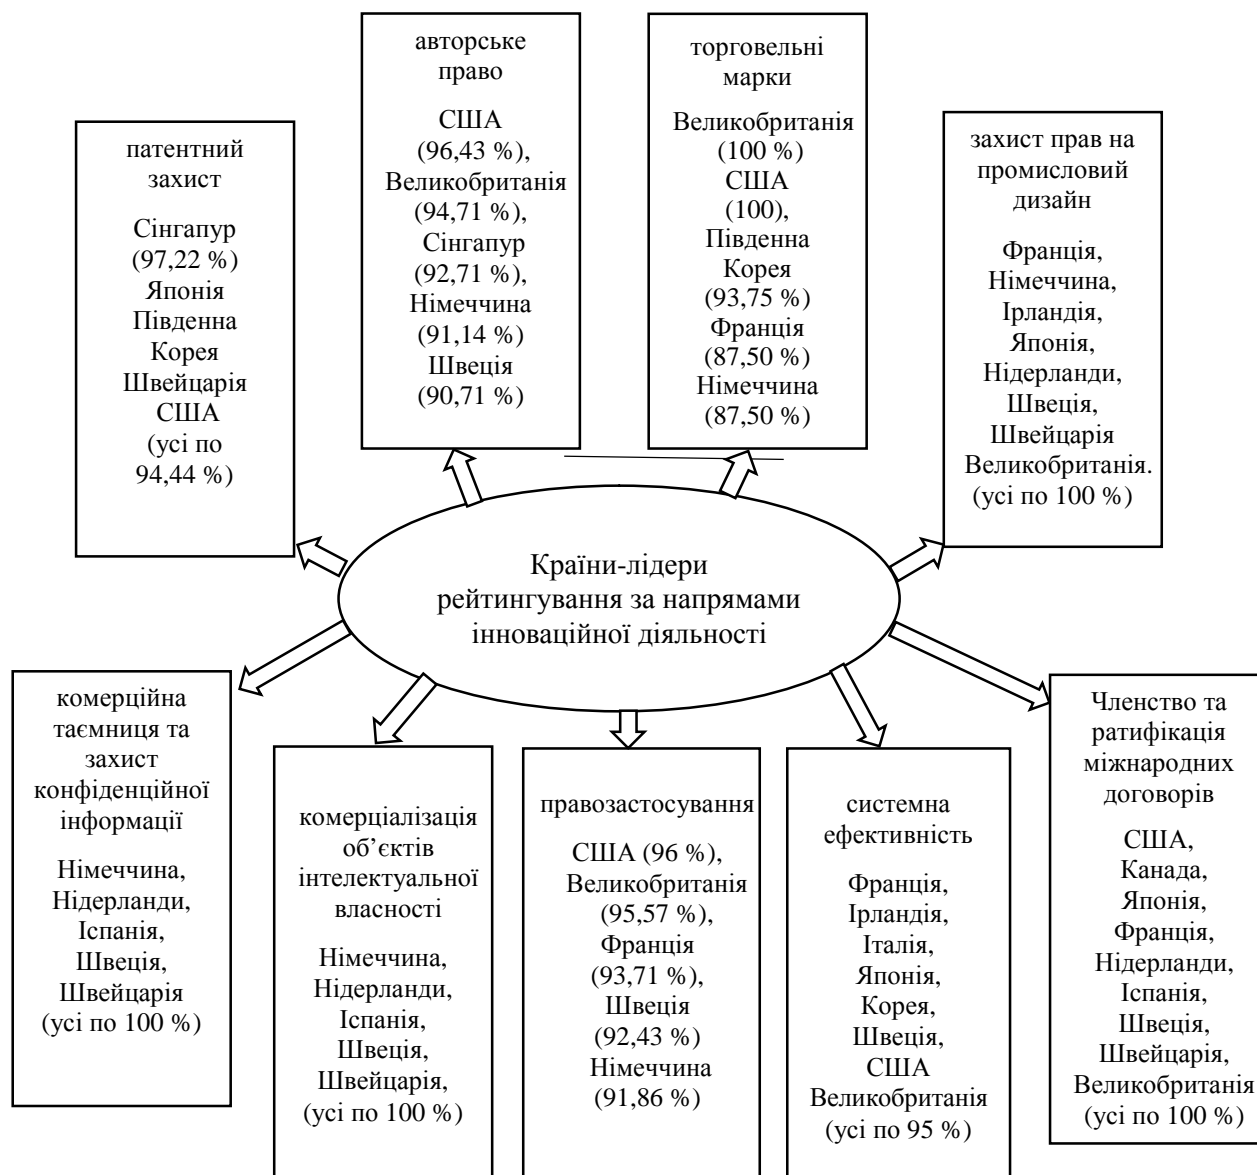 патентний
захист
Сінгапур
(97,22 %)
Японія
Південна
Корея
Швейцарія
США
(усі по
94,44 %)
авторське
право
США
(96,43 %),
Великобританія
(94,71 %),
Сінгапур
(92,71 %),
Німеччина
(91,14 %)
Швеція
(90,71 %)
торговельні
марки
Великобританія
(100 %)
США
(100),
Південна
Корея
(93,75 %)
Франція
(87,50 %)
Німеччина
(87,50 %)
захист прав на
промисловий
дизайн
Франція,
Німеччина,
Ірландія,
Японія,
Нідерланди,
Швеція,
Швейцарія
Великобританія.
(усі по 100 %)
Країни-лідери
рейтингування за напрямами
інноваційної діяльності
комерційна
таємниця та
захист
конфіденційної
інформації
Німеччина,
Нідерланди,
Іспанія,
Швеція,
Швейцарія
(усі по 100 %)
комерціалізація
об’єктів
інтелектуальної
власності
Німеччина,
Нідерланди,
Іспанія,
Швеція,
Швейцарія,
(усі по 100 %)
правозастосування
США (96 %),
Великобританія
(95,57 %),
Франція
(93,71 %),
Швеція
(92,43 %)
Німеччина
(91,86 %)
системна
ефективність
Франція,
Ірландія,
Італія,
Японія,
Корея,
Швеція,
США
Великобританія
(усі по 95 %)
Членство та
ратифікація
міжнародних
договорів
США,
Канада,
Японія,
Франція,
Нідерланди,
Іспанія,
Швеція,
Швейцарія,
Великобританія
(усі по 100 %)